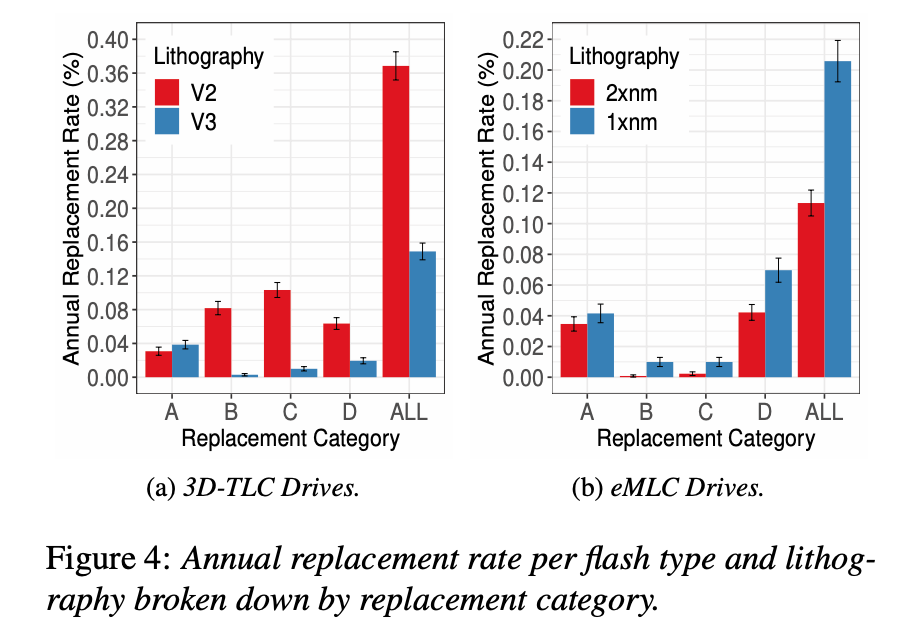 Annual Replacement Rate (%)
0.40
0.36
0.32
0.28
0.24
0.20
0.16
0.12
0.08
0.04
0.00
Lithography
V2
V3
A B C D ALL
Replacement Category
(a) 3D-TLC Drives.
Annual Replacement Rate (%)
0.22
0.20
0.18
0.16
0.14
0.12
0.10
0.08
0.06
0.04
0.02
0.00
Lithography
2xnm
1xnm
A B C D ALL
Replacement Category
(b) eMLC Drives.
Figure 4: Annual replacement rate per flash type and lithog-
raphy broken down by replacement category.